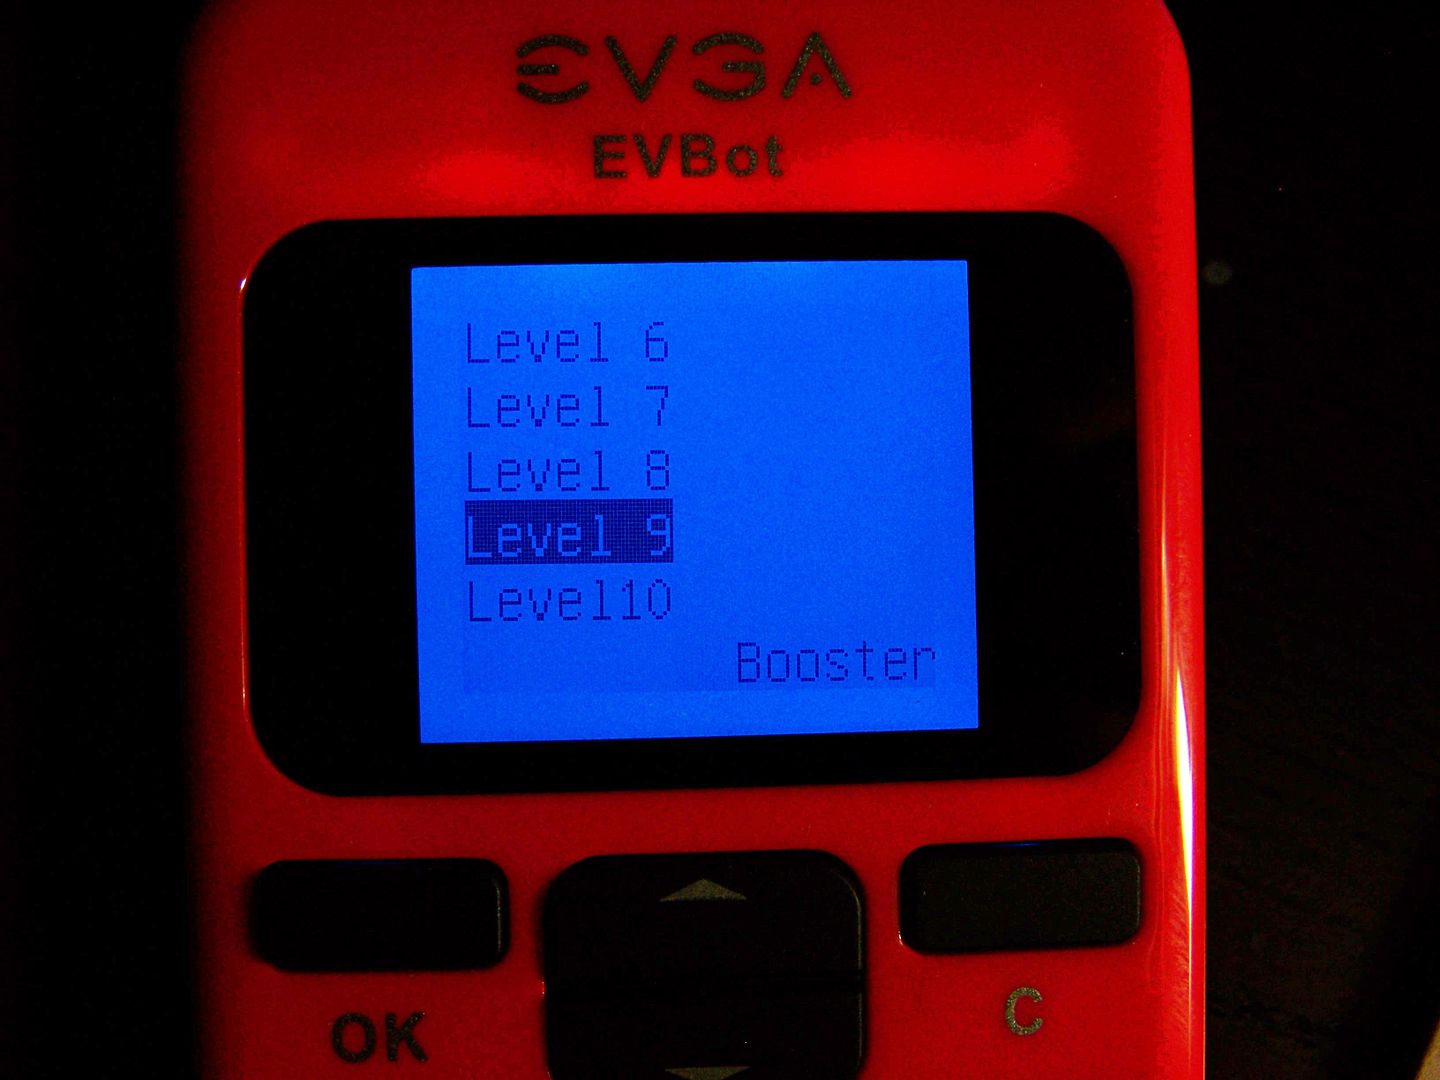 EVGA
EVBot
Level 6
Level 7
Level 8
Level 9
Level10
Booster
OK
C